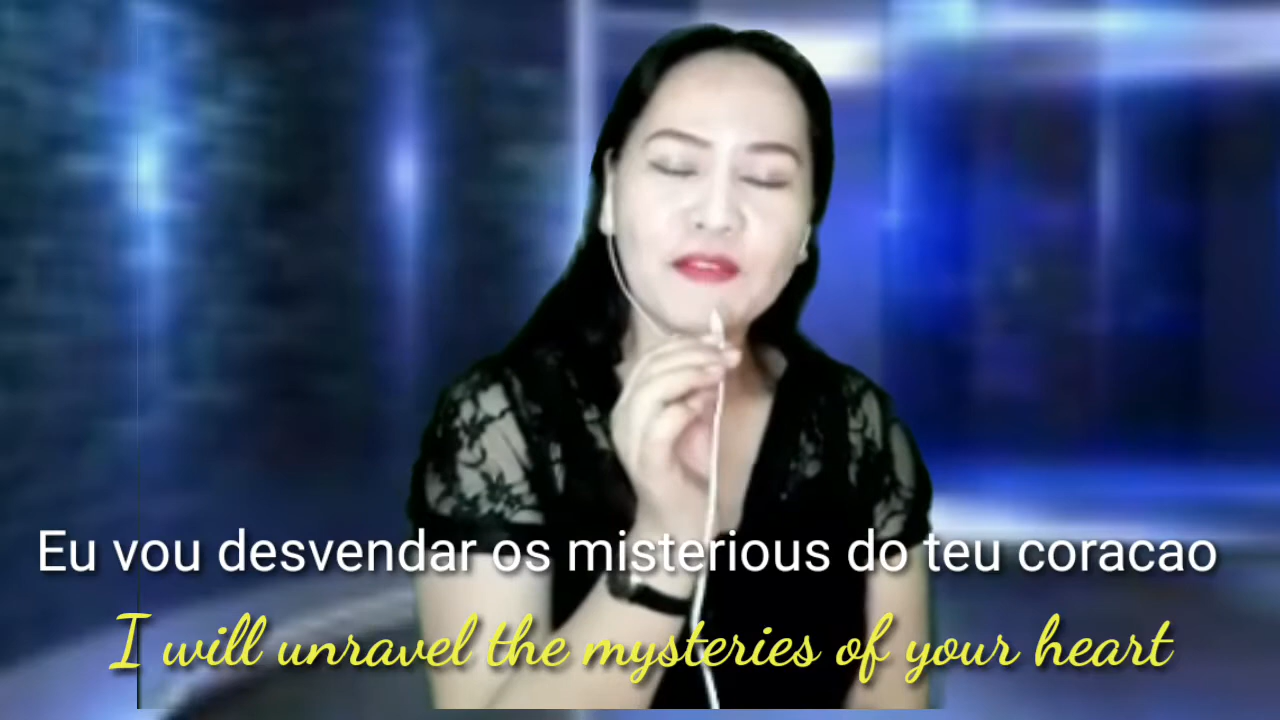 Eu vou desvendar os misterious do teu coracao
I will unravel the mysteries of your heart